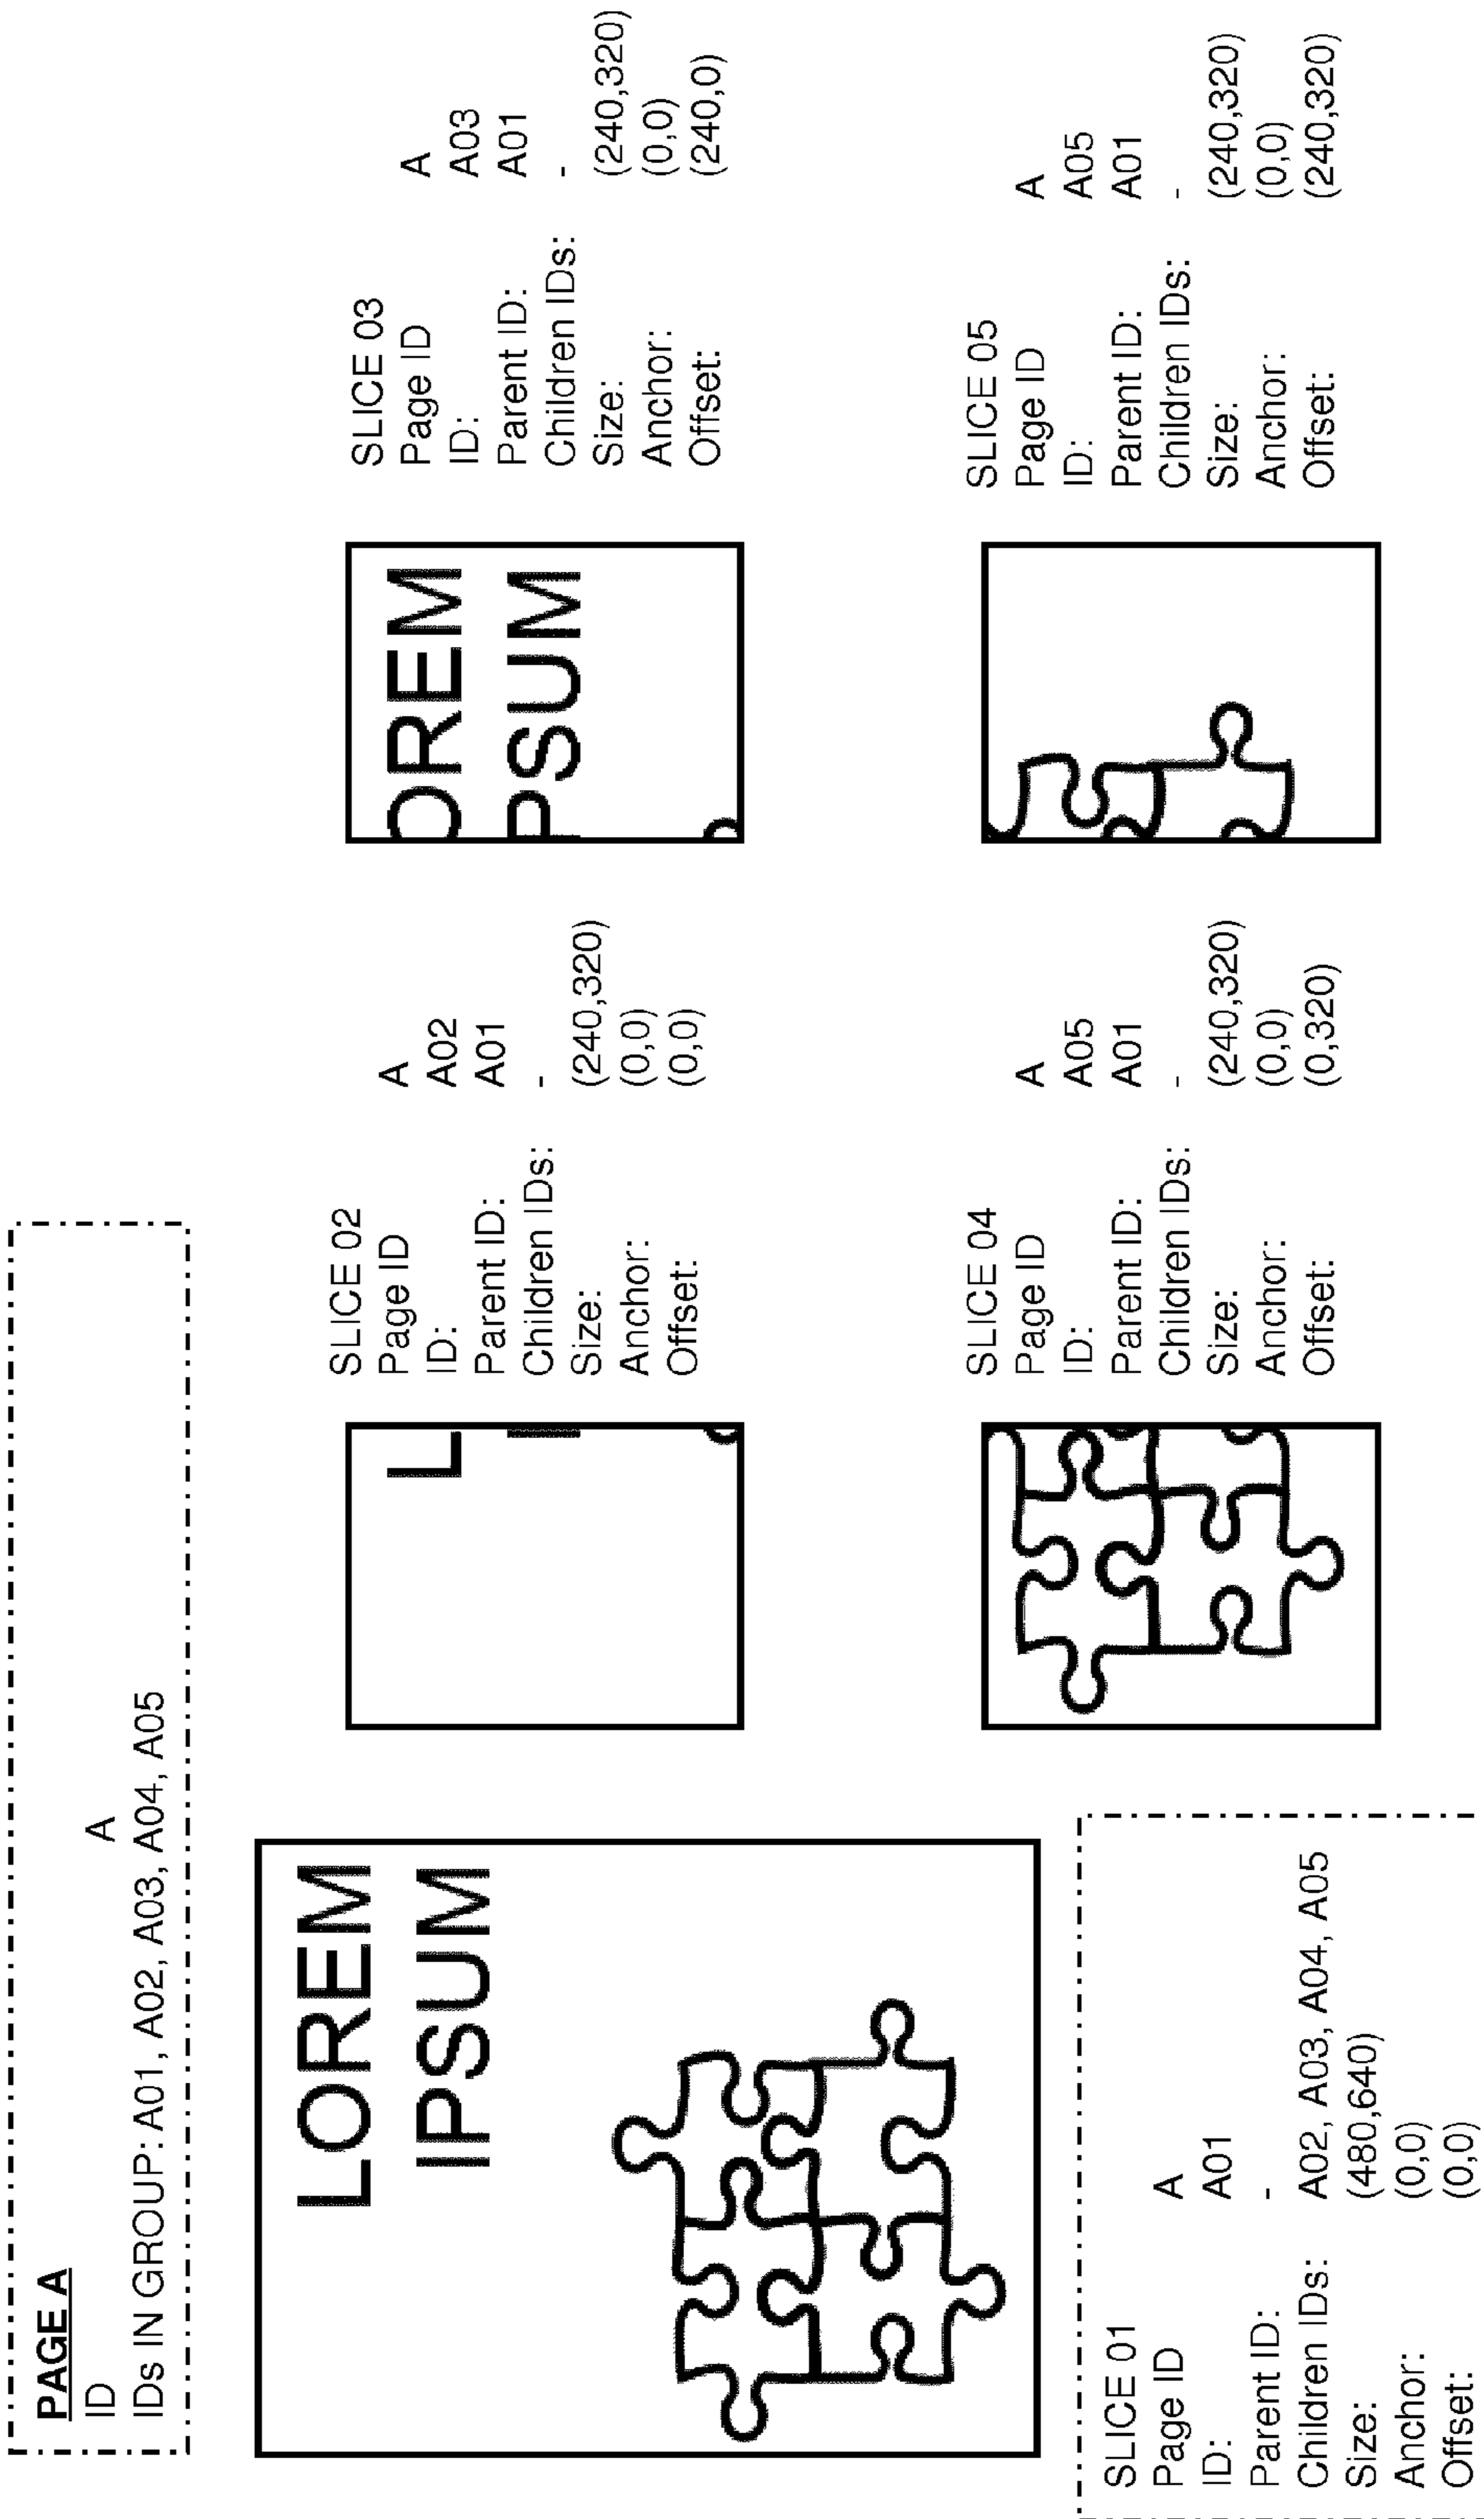 PAGE A
ID A
IDs IN GROUP: A01, A02, A03, A04, A05
LOREM
IPSUM
SLICE 01
Page ID A
ID: A01
Parent ID: -
Children IDs: A02, A03, A04, A05
Size: (480,640)
Anchor: (0,0)
Offset: (0,0)
L
I
SLICE 02
Page ID A
ID: A02
Parent ID: A01
Children IDs: -
Size: (240,320)
Anchor: (0,0)
Offset: (0,0)
OREM
PSUM
SLICE 03
Page ID A
ID: A03
Parent ID: A01
Children IDs: -
Size: (240,320)
Anchor: (0,0)
Offset: (240,0)
SLICE 04
Page ID A
ID: A05
Parent ID: A01
Children IDs: -
Size: (240,320)
Anchor: (0,0)
Offset: (0,320)
SLICE 05
Page ID A
ID: A05
Parent ID: A01
Children IDs: -
Size: (240,320)
Anchor: (0,0)
Offset: (240,320)